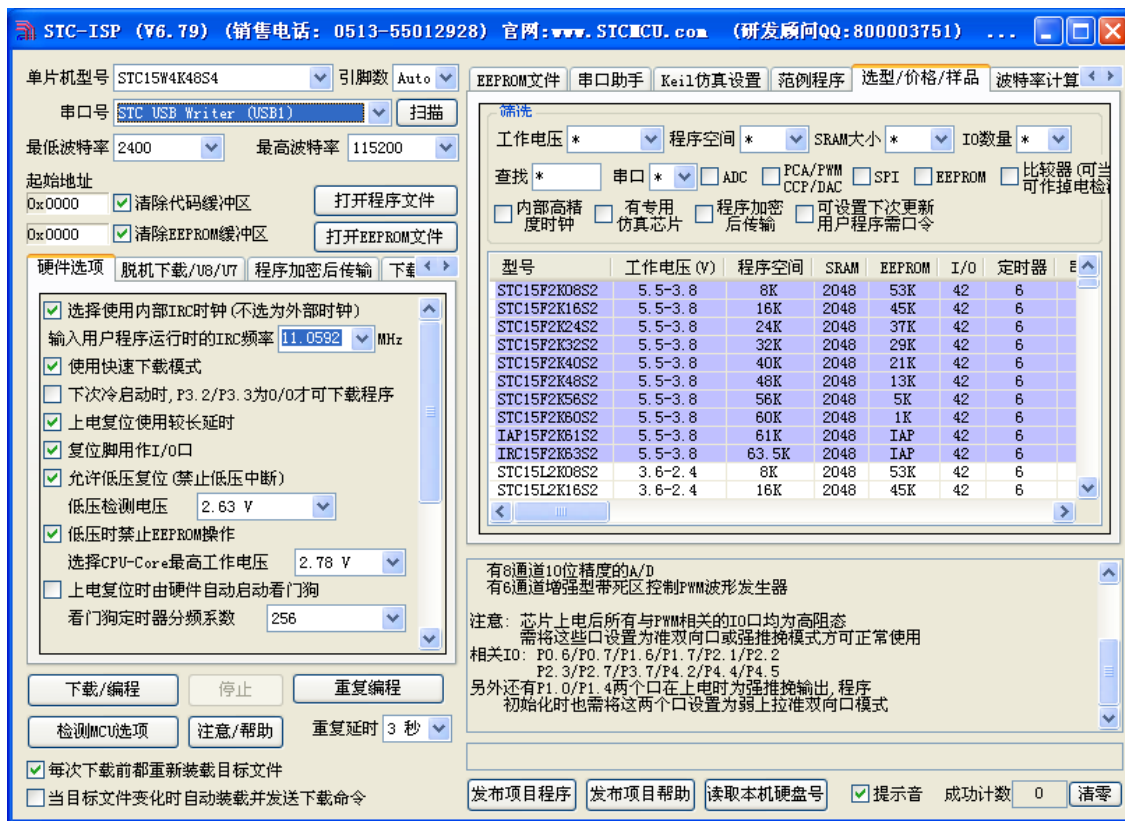 STC-ISP (V6.79) (销售电话: 0513-55012928) 官网:www.STCMCU.com (研发顾问QQ:800003751) ...
单片机型号 STC15W4K48S4 引脚数 Auto
串口号 STC USB Writer (USB1) 扫描
最低波特率 2400 最高波特率 115200
起始地址
0x0000 清除代码缓冲区 打开程序文件
0x0000 清除EEPROM缓冲区 打开EEPROM文件
硬件选项 脱机下载/U8/U7 程序加密后传输
选择使用内部IRC时钟(不选为外部时钟)
输入用户程序运行时的IRC频率 11.0592 MHz
使用快速下载模式
下次冷启动时,P3.2/P3.3为0/0才可下载程序
上电复位使用较长延时
复位脚用作I/O口
允许低压复位(禁止低压中断)
低压检测电压 2.63 V
低压时禁止EEPROM操作
选择CPU-Core最高工作电压 2.78 V
上电复位时由硬件自动启动看门狗
看门狗定时器分频系数 256
下载/编程 停止 重复编程
检测MCU选项 注意/帮助 重复延时 3 秒
每次下载前都重新装载目标文件
当目标文件变化时自动装载并发送下载命令
EEPROM文件 串口助手 Keil仿真设置 范例程序 选型/价格/样品 波特率计算
筛选
工作电压 * 程序空间 * SRAM大小 * IO数量 *
查找 * 串口 * ADC PCA/PWM CCP/DAC SPI EEPROM 比较器(可当 可作掉电检
内部高精度时钟 有专用仿真芯片 程序加密后传输 可设置下次更新用户程序需口令
型号 工作电压(V) 程序空间 SRAM EEPROM I/O 定时器
STC15F2K08S2 5.5-3.8 8K 2048 53K 42 6
STC15F2K16S2 5.5-3.8 16K 2048 45K 42 6
STC15F2K24S2 5.5-3.8 24K 2048 37K 42 6
STC15F2K32S2 5.5-3.8 32K 2048 29K 42 6
STC15F2K40S2 5.5-3.8 40K 2048 21K 42 6
STC15F2K48S2 5.5-3.8 48K 2048 13K 42 6
STC15F2K56S2 5.5-3.8 56K 2048 5K 42 6
STC15F2K60S2 5.5-3.8 60K 2048 1K 42 6
IAP15F2K61S2 5.5-3.8 61K 2048 IAP 42 6
IRC15F2K63S2 5.5-3.8 63.5K 2048 IAP 42 6
STC15L2K08S2 3.6-2.4 8K 2048 53K 42 6
STC15L2K16S2 3.6-2.4 16K 2048 45K 42 6
有8通道10位精度的A/D
有6通道增强型带死区控制PWM波形发生器
注意: 芯片上电后所有与PWM相关的IO口均为高阻态
需将这些口设置为准双向口或强推挽模式方可正常使用
相关IO: P0.6/P0.7/P1.6/P1.7/P2.1/P2.2
P2.3/P2.7/P3.7/P4.2/P4.4/P4.5
另外还有P1.0/P1.4两个口在上电时为强推挽输出,程序
初始化时也需将这两个口设置为弱上拉准双向口模式
发布项目程序 发布项目帮助 读取本机硬盘号 提示音 成功计数 0 清零